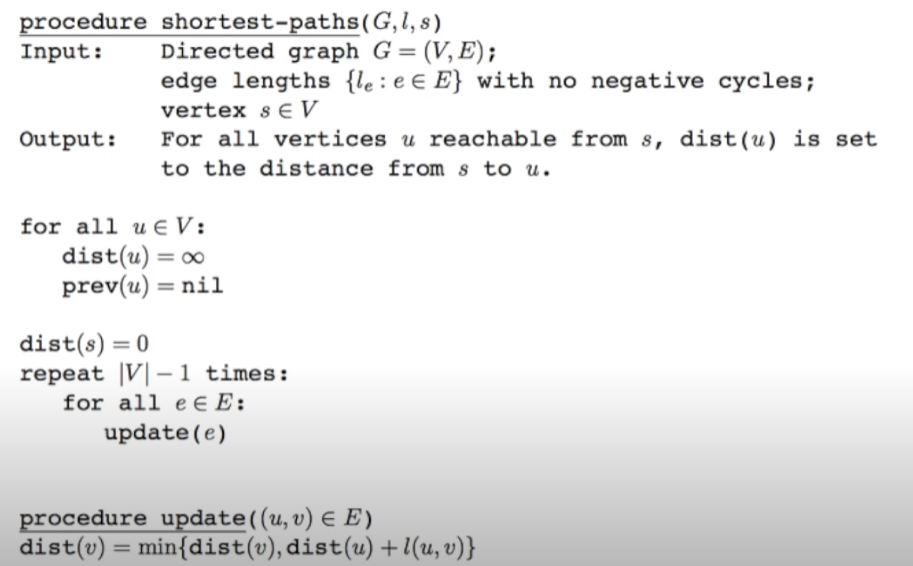 procedure shortest-paths(G, l, s)
Input: Directed graph G = (V, E);
edge lengths {lₑ : e ∈ E} with no negative cycles;
vertex s ∈ V
Output: For all vertices u reachable from s, dist(u) is set
to the distance from s to u.
for all u ∈ V:
dist(u) = ∞
prev(u) = nil
dist(s) = 0
repeat |V| − 1 times:
for all e ∈ E:
update(e)
procedure update((u, v) ∈ E)
dist(v) = min{dist(v), dist(u) + l(u, v)}